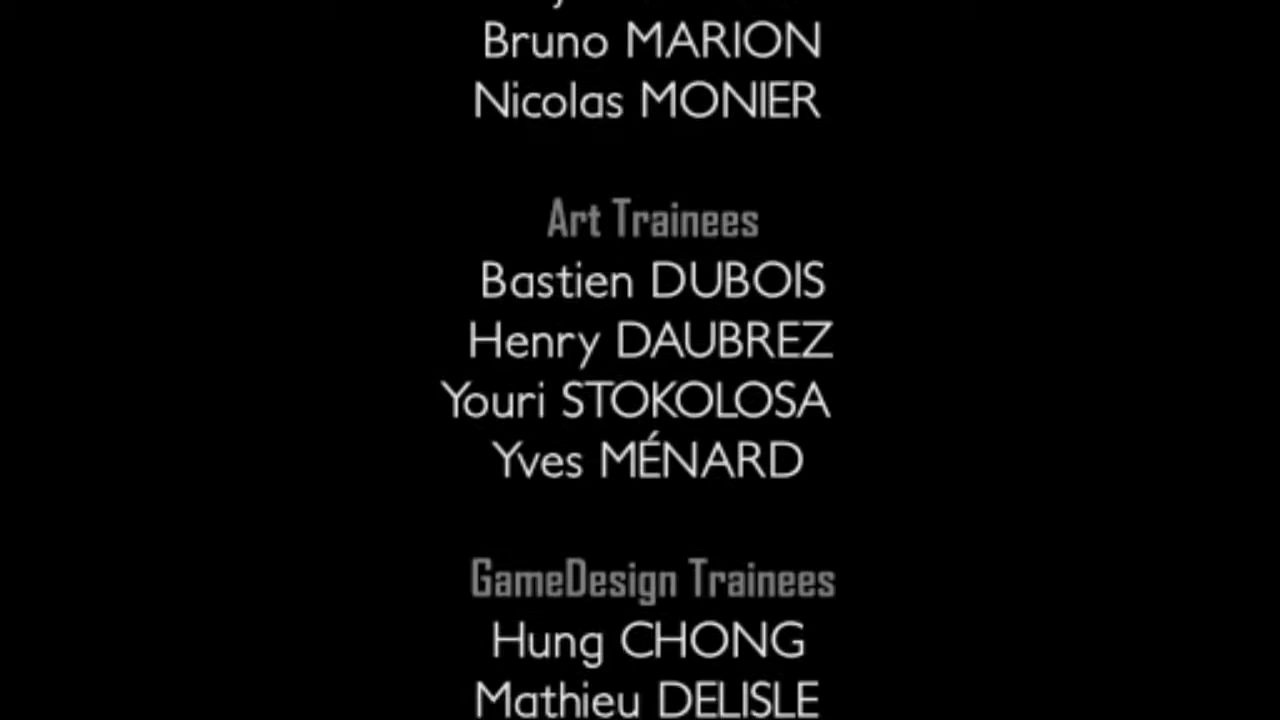 Bruno MARION
Nicolas MONIER
Art Trainees
Bastien DUBOIS
Henry DAUBREZ
Youri STOKOLOSA
Yves MÉNARD
GameDesign Trainees
Hung CHONG
Mathieu DELISLE